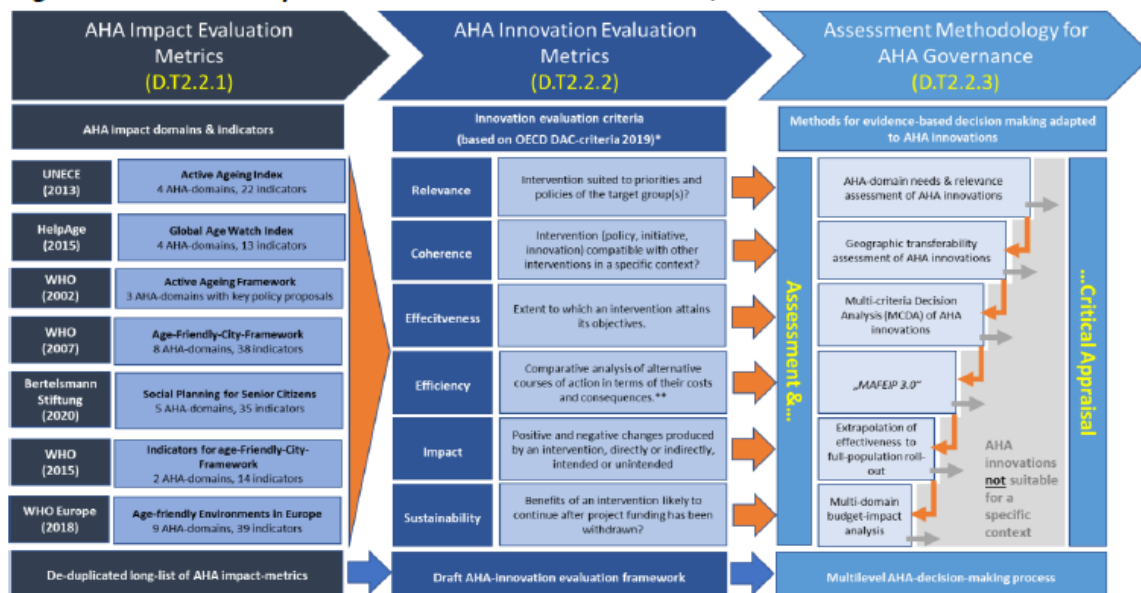 AHA Impact Evaluation
Metrics
(D.T2.2.1)
AHA Innovation Evaluation
Metrics
(D.T2.2.2)
Assessment Methodology for
AHA Governance
(D.T2.2.3)
AHA impact domains & indicators
Innovation evaluation criteria
(based on OECD DAC-criteria 2019)*
Methods for evidence-based decision making adapted
to AHA innovations
UNECE
(2013)
Active Ageing Index
4 AHA-domains, 22 indicators
HelpAge
(2015)
Global Age Watch Index
4 AHA-domains, 13 indicators
WHO
(2002)
Active Ageing Framework
3 AHA-domains with key policy proposals
WHO
(2007)
Age-Friendly-City-Framework
8 AHA-domains, 38 indicators
Bertelsmann
Stiftung
(2020)
Social Planning for Senior Citizens
5 AHA-domains, 35 indicators
WHO
(2015)
Indicators for age-Friendly-City-
Framework
2 AHA-domains, 14 indicators
WHO Europe
(2018)
Age-friendly Environments in Europe
9 AHA-domains, 39 indicators
Relevance
Intervention suited to priorities and
policies of the target group(s)?
Coherence
Intervention (policy, initiative,
innovation) compatible with other
interventions in a specific context?
Effecitveness
Extent to which an intervention attains
its objectives.
Efficiency
Comparative analysis of alternative
courses of action in terms of their costs
and consequences.**
Impact
Positive and negative changes produced
by an intervention, directly or indirectly,
intended or unintended
Sustainability
Benefits of an intervention likely to
continue after project funding has been
withdrawn?
Assessment &...
AHA-domain needs & relevance
assessment of AHA innovations
Geographic transferability
assessment of AHA innovations
Multi-criteria Decision
Analysis (MCDA) of AHA
innovations
„MAFEIP 3.0"
Extrapolation of
effectiveness to
full-population roll-
out
Multi-domain
budget-impact
analysis
AHA
innovations
not suitable
for a
specific
context
...Critical Appraisal
De-duplicated long-list of AHA impact-metrics
Draft AHA-innovation evaluation framework
Multilevel AHA-decision-making process